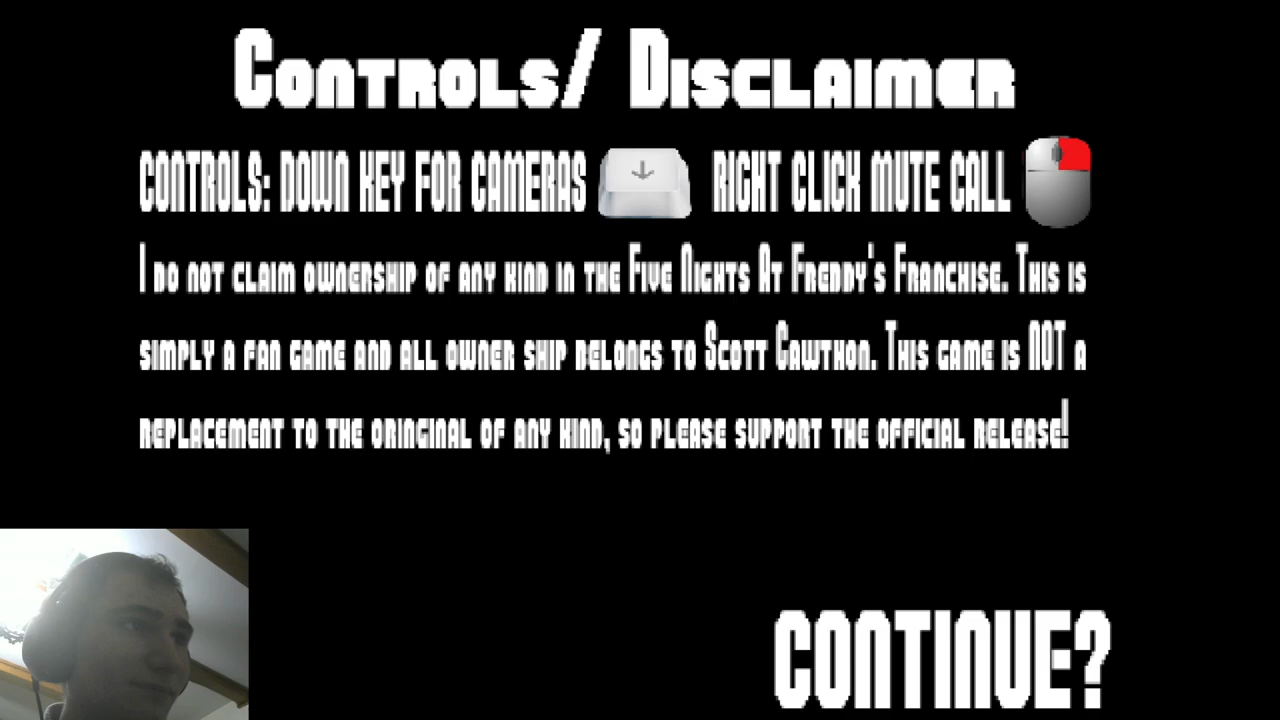 Controls/ Disclaimer
CONTROLS: DOWN KEY FOR CAMERAS RIGHT CLICK MUTE CALL
I do not claim ownership of any kind in the Five Nights At Freddy's Franchise. This is
simply a fan game and all owner ship belongs to Scott Cawthon. This game is NOT a
replacement to the oringinal of any kind, so please support the official release!
CONTINUE?